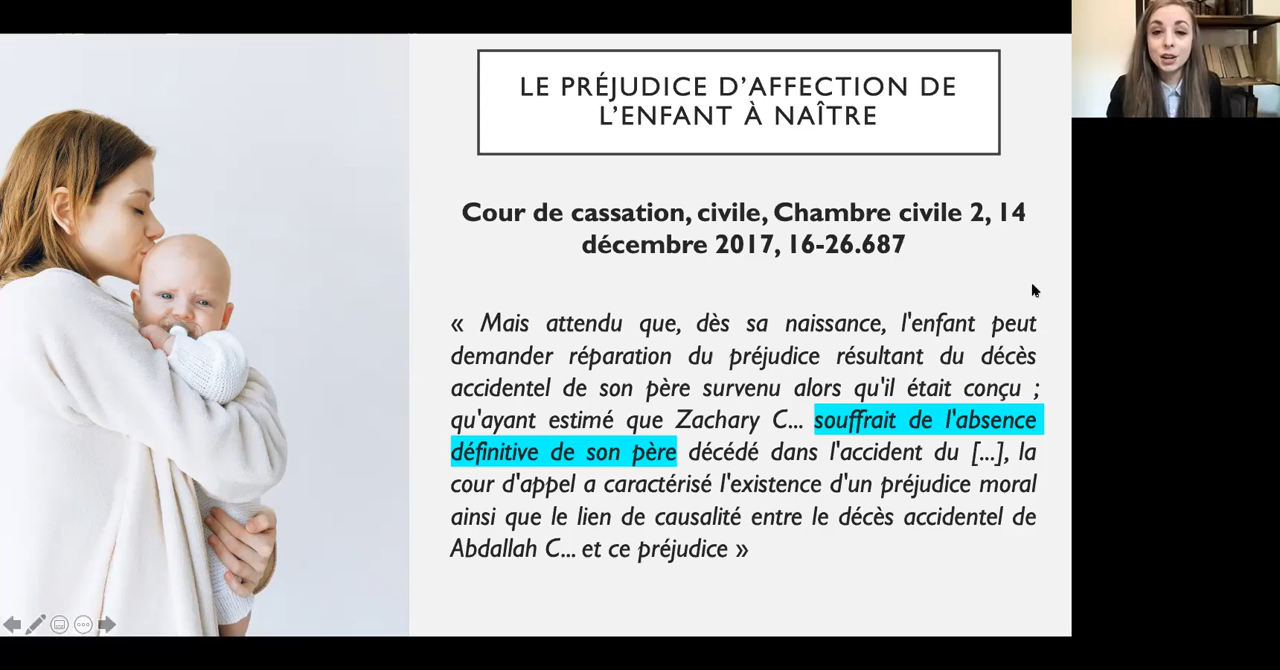 LE PRÉJUDICE D’AFFECTION DE
L’ENFANT À NAÎTRE
Cour de cassation, civile, Chambre civile 2, 14
décembre 2017, 16-26.687
« Mais attendu que, dès sa naissance, l'enfant peut
demander réparation du préjudice résultant du décès
accidentel de son père survenu alors qu'il était conçu ;
qu'ayant estimé que Zachary C... souffrait de l'absence
définitive de son père décédé dans l'accident du [...], la
cour d'appel a caractérisé l'existence d'un préjudice moral
ainsi que le lien de causalité entre le décès accidentel de
Abdallah C... et ce préjudice »